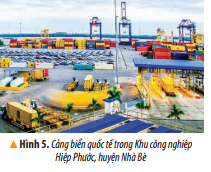 ▲ Hình 5. Cảng biển quốc tế trong Khu công nghiệp
Hiệp Phước, huyện Nhà Bè